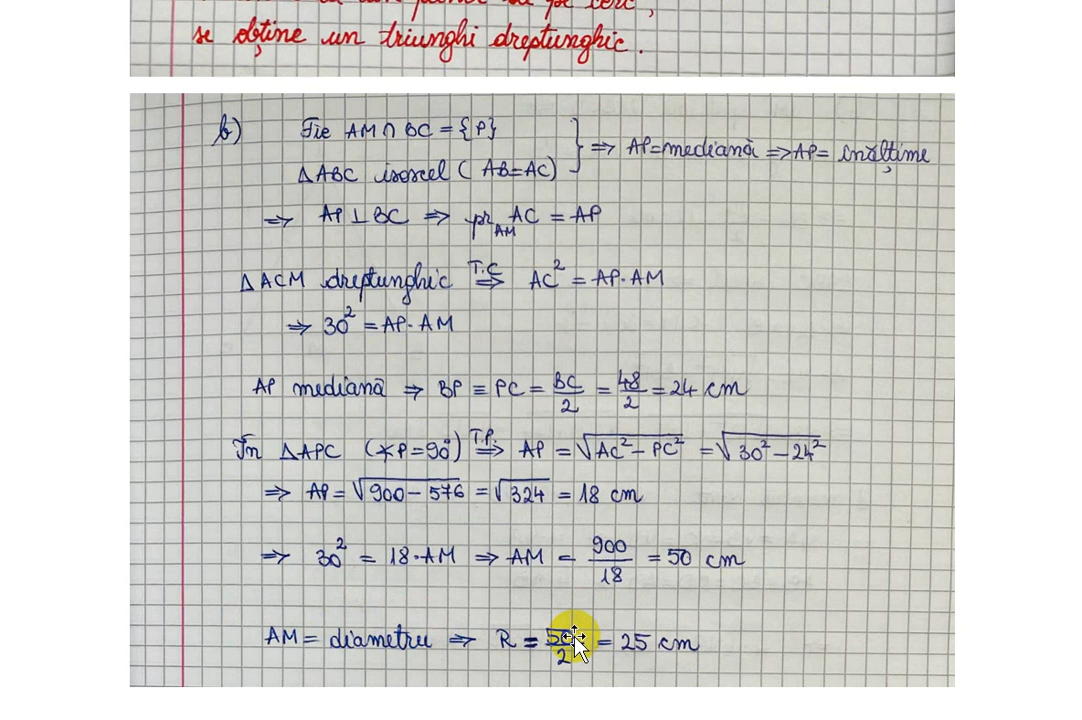 se obține un triunghi dreptunghic.
b) Fie AM ∩ BC = {P}
ΔABC isoscel (AB=AC) } ⇒ AP=mediană ⇒ AP= înălțime
⇒ AP ⊥ BC ⇒ pr_AM AC = AP
ΔACM dreptunghic T.C ⇒ AC² = AP·AM
⇒ 30² = AP·AM
AP mediană ⇒ BP ≡ PC = BC/2 = 48/2 = 24 cm
În ΔAPC (∢P=90°) T.P. ⇒ AP = √AC²-PC² = √30²-24²
⇒ AP = √900-576 = √324 = 18 cm
⇒ 30² = 18·AM ⇒ AM = 900/18 = 50 cm
AM = diametru ⇒ R = 50/2 = 25 cm